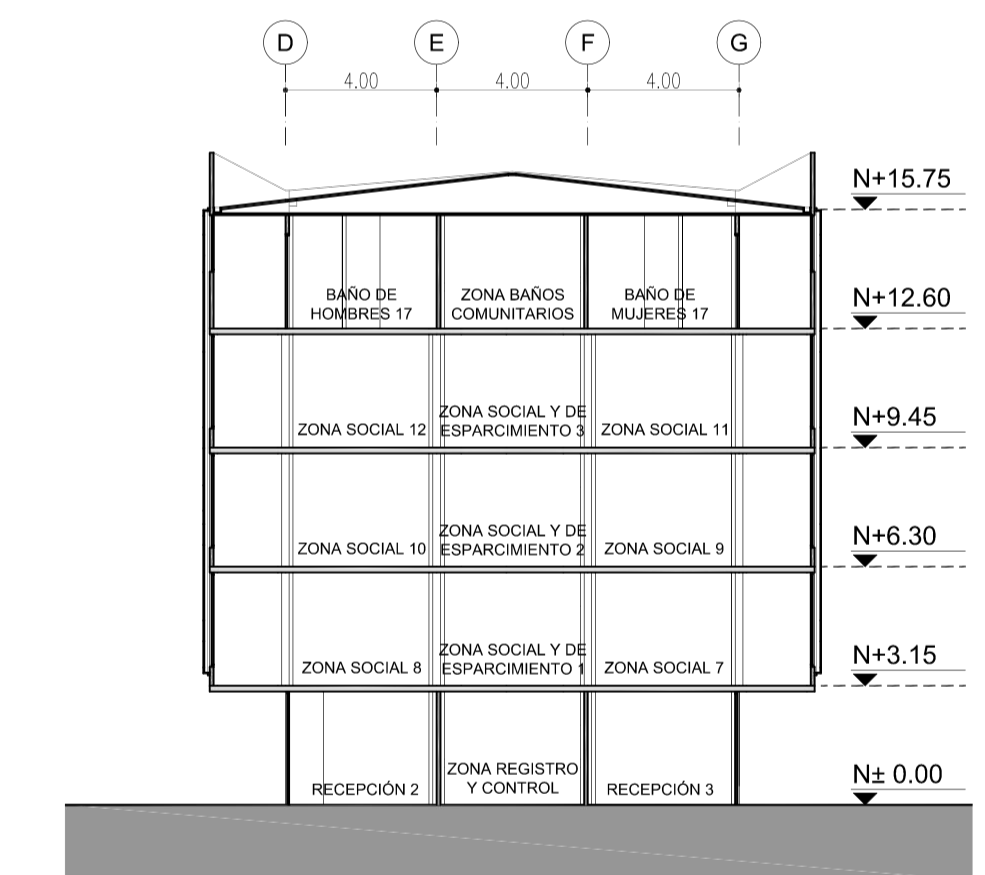 D E F G
4.00 4.00 4.00
N+15.75
BAÑO DE
HOMBRES 17
ZONA BAÑOS
COMUNITARIOS
BAÑO DE
MUJERES 17
N+12.60
ZONA SOCIAL 12
ZONA SOCIAL Y DE
ESPARCIMIENTO 3
ZONA SOCIAL 11
N+9.45
ZONA SOCIAL 10
ZONA SOCIAL Y DE
ESPARCIMIENTO 2
ZONA SOCIAL 9
N+6.30
ZONA SOCIAL 8
ZONA SOCIAL Y DE
ESPARCIMIENTO 1
ZONA SOCIAL 7
N+3.15
RECEPCIÓN 2
ZONA REGISTRO
Y CONTROL
RECEPCIÓN 3
N± 0.00